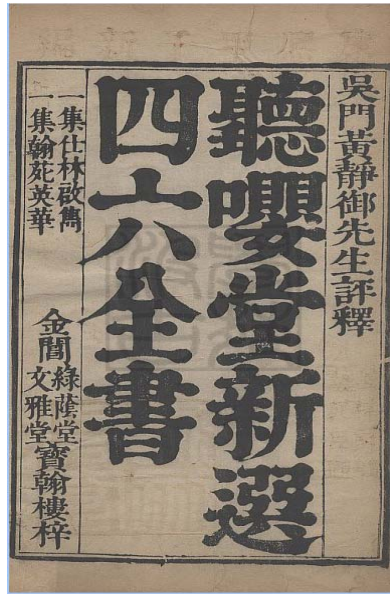 吳門黃靜御先生評釋
聽嚶堂新選
四六全書
一集仕林啟雋
一集翰苑英華
金閶
綠蔭堂
文雅堂
寶翰樓梓